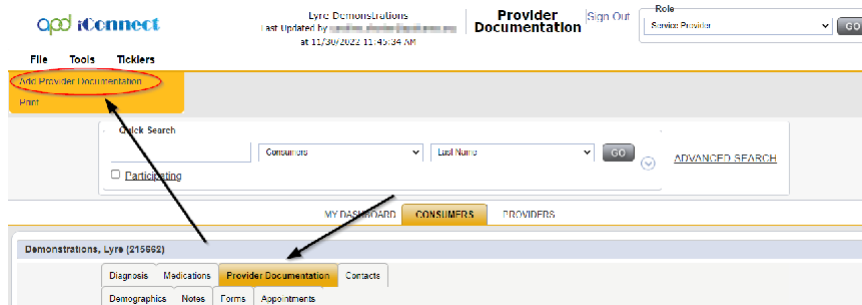 apd iConnect
Lyre Demonstrations
Last Updated by
at 11/30/2022 11:45:34 AM
Provider
Documentation
Sign Out
Role
Service Provider
GO
File Tools Ticklers
Add Provider Documentation
Print
Quick Search
Consumers
Last Name
GO
ADVANCED SEARCH
Participating
MY DASHBOARD CONSUMERS PROVIDERS
Demonstrations, Lyre (215662)
Diagnosis Medications Provider Documentation Contacts
Demographics Notes Forms Appointments